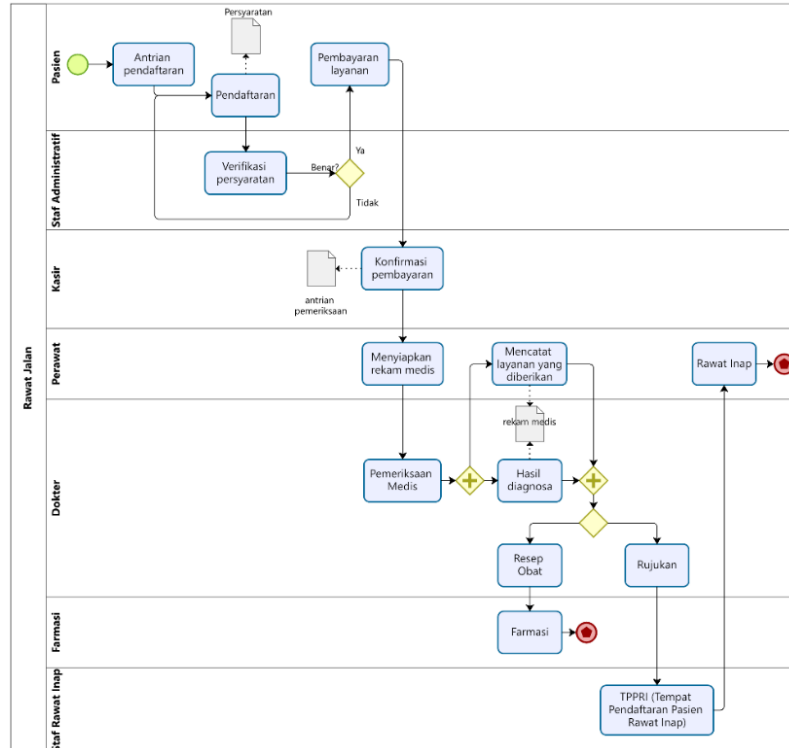 Rawat Jalan
Pasien
Persyaratan
Antrian
pendaftaran
Pendaftaran
Pembayaran
layanan
Staf Administratif
Verifikasi
persyaratan
Benar?
Ya
Tidak
Kasir
antrian
pemeriksaan
Konfirmasi
pembayaran
Perawat
Menyiapkan
rekam medis
Mencatat
layanan yang
diberikan
Rawat Inap
Dokter
rekam medis
Pemeriksaan
Medis
Hasil
diagnosa
Resep
Obat
Rujukan
Farmasi
Farmasi
Staf Rawat Inap
TPPRI (Tempat
Pendaftaran Pasien
Rawat Inap)